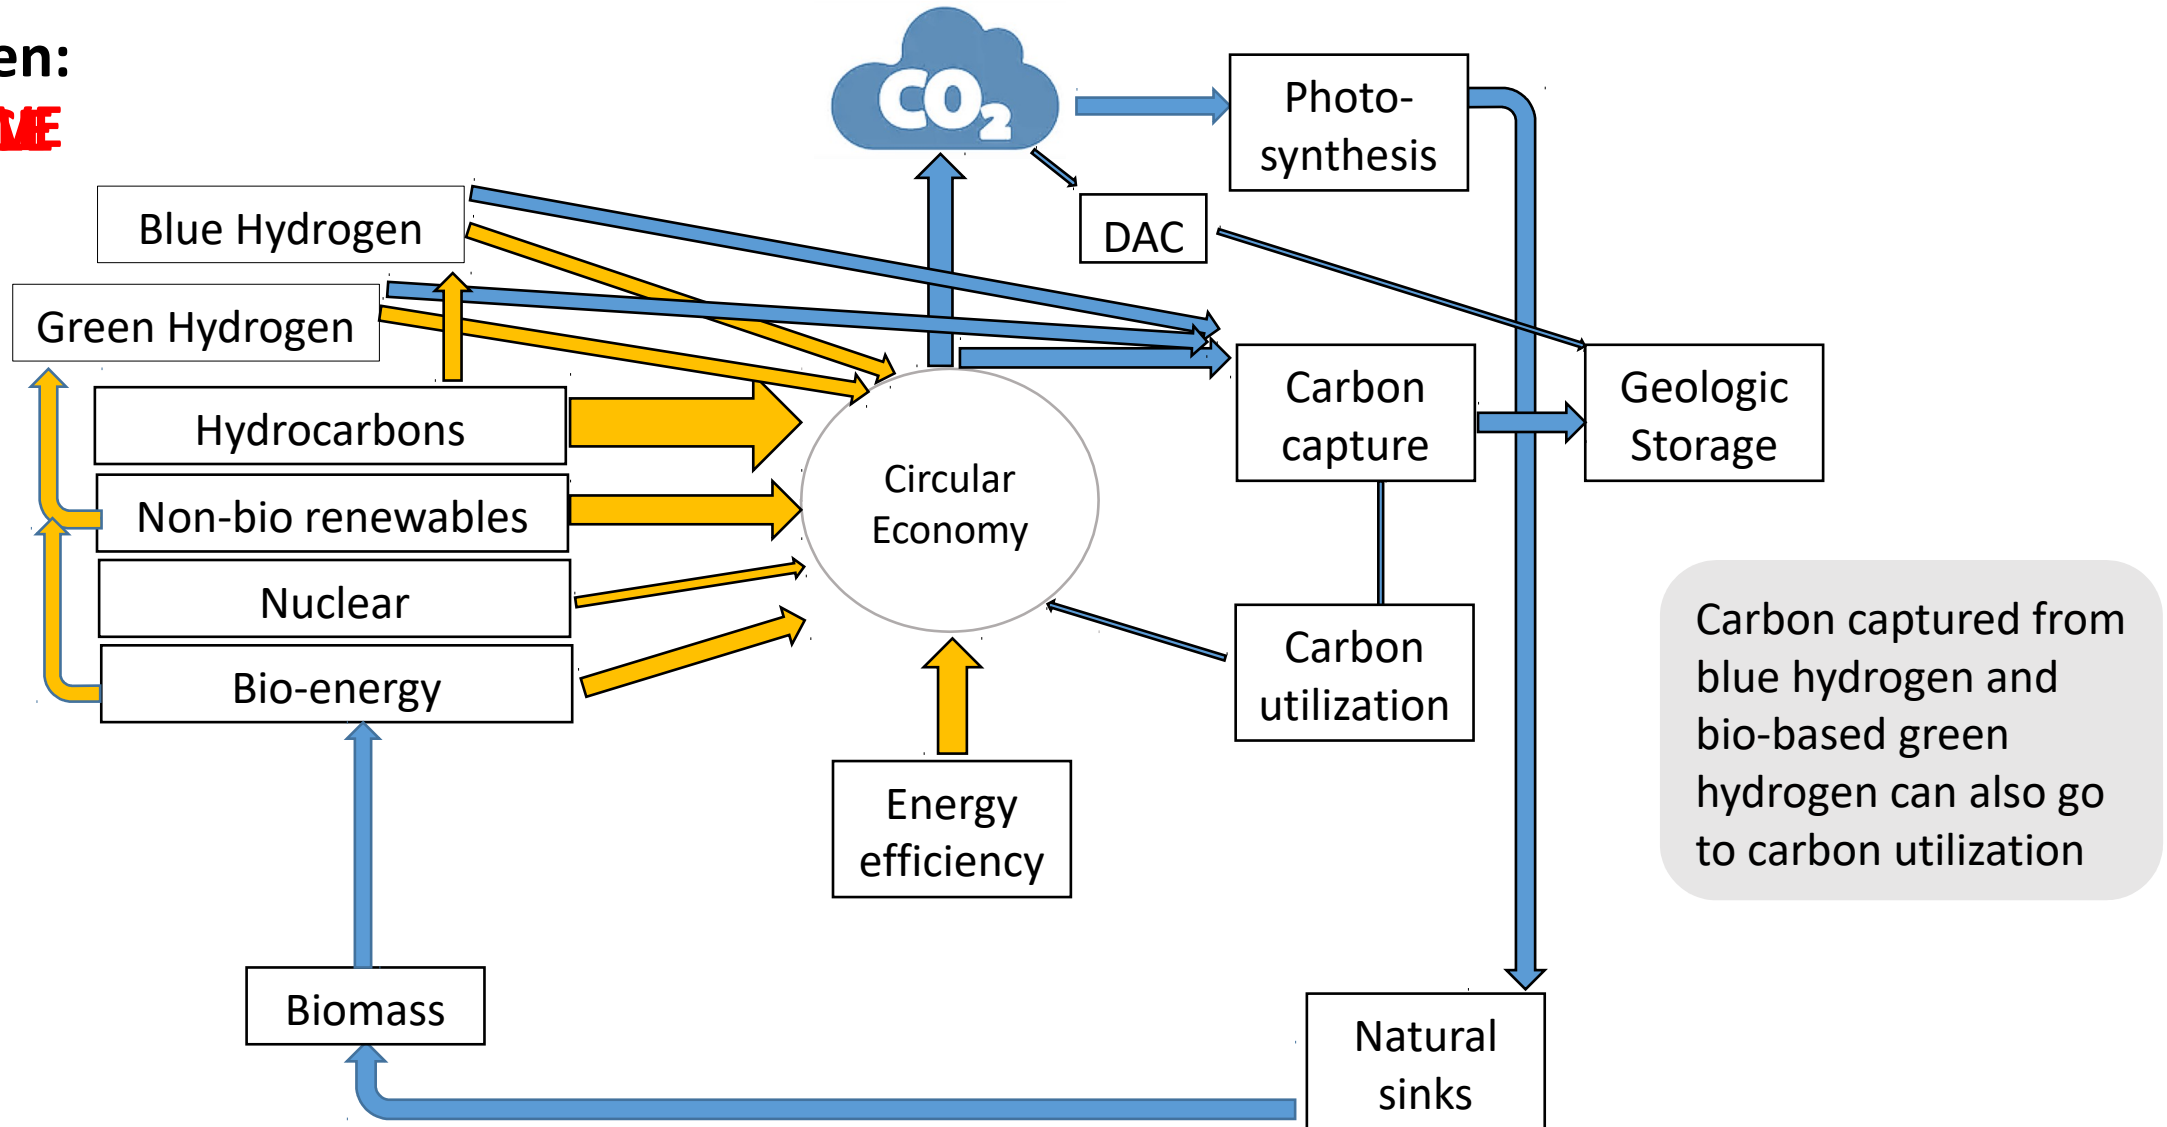 en:
CO2
Photo-
synthesis
Blue Hydrogen
DAC
Green Hydrogen
Hydrocarbons
Carbon
capture
Geologic
Storage
Circular
Economy
Non-bio renewables
Nuclear
Bio-energy
Carbon
utilization
Carbon captured from
blue hydrogen and
bio-based green
hydrogen can also go
to carbon utilization
Energy
efficiency
Biomass
Natural
sinks